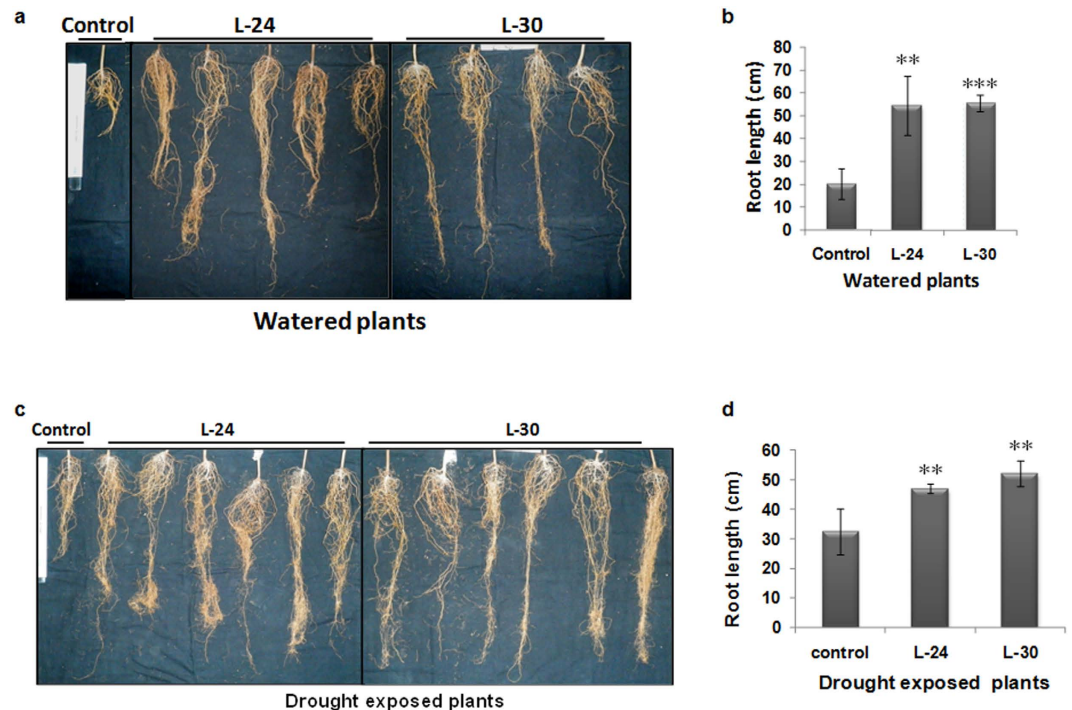 a
Control L-24 L-30
Watered plants
b
Root length (cm)
80
70
60
50
40
30
20
10
0
** ***
Control L-24 L-30
Watered plants
c
Control L-24 L-30
Drought exposed plants
d
Root length (cm)
60
50
40
30
20
10
0
** **
control L-24 L-30
Drought exposed plants